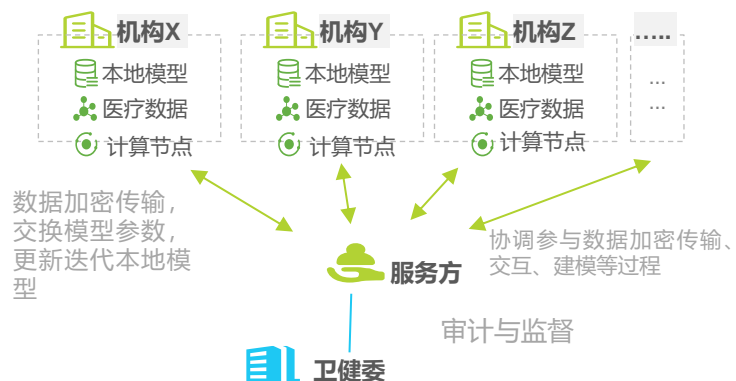 机构X
机构Y
机构Z
.....
本地模型
本地模型
本地模型
...
医疗数据
医疗数据
医疗数据
...
计算节点
计算节点
计算节点
数据加密传输，
交换模型参数，
更新迭代本地模
型
协调参与数据加密传输、
交互、建模等过程
服务方
审计与监督
卫健委